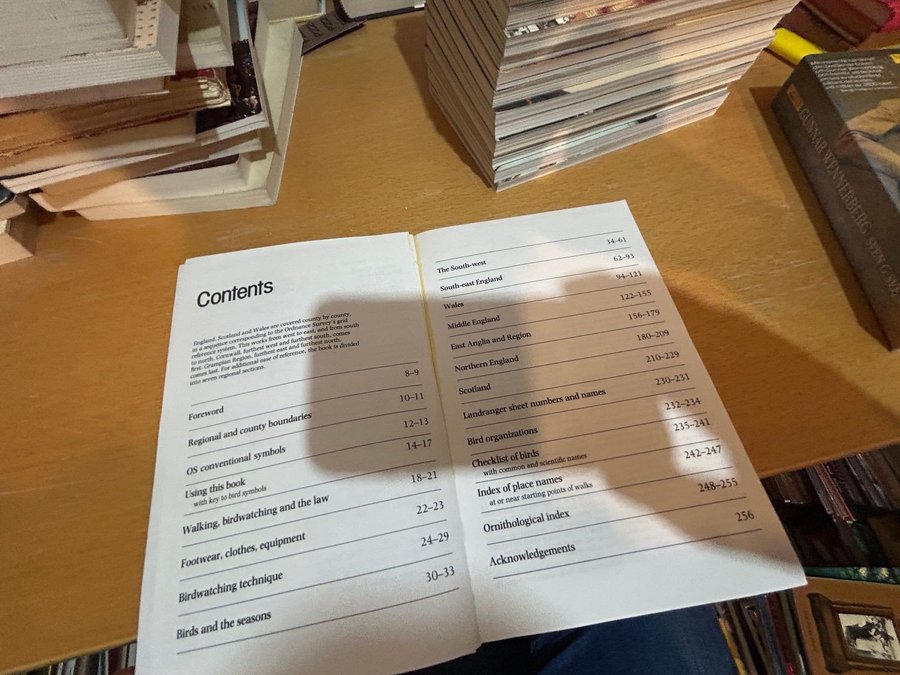 Contents
England, Scotland and Wales are covered county by county,
in a sequence corresponding to the Ordnance Survey's grid
reference system. This works from west to east, and from south
to north. Cornwall, furthest west and furthest south, comes
first. Grampian Region, furthest east and furthest north,
comes last. For additional ease of reference, the book is divided
into seven regional sections.
Foreword 8–9
Regional and county boundaries 10–11
OS conventional symbols 12–13
Using this book 14–17
with key to bird symbols
Walking, birdwatching and the law 18–21
Footwear, clothes, equipment 22–23
Birdwatching technique 24–29
Birds and the seasons 30–33
The South-west 34–61
South-east England 62–93
Wales 94–121
Middle England 122–155
East Anglia and Region 156–179
Northern England 180–209
Scotland 210–229
Landranger sheet numbers and names 230–231
Bird organizations 232–234
Checklist of birds 235–241
with common and scientific names
Index of place names 242–247
at or near starting points of walks
Ornithological index 248–255
Acknowledgements 256
GUNNAR WENNERBERG